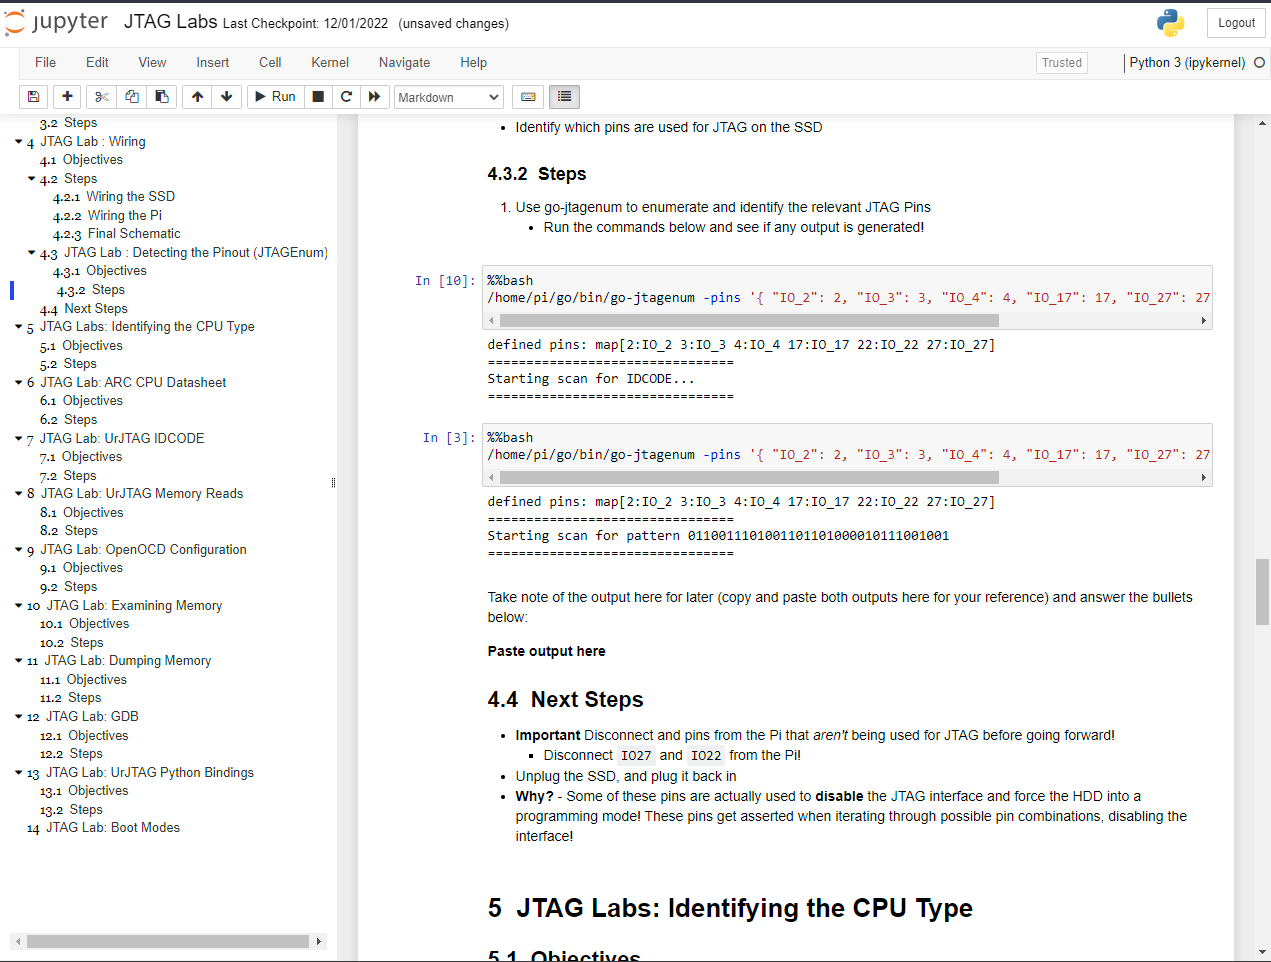 jupyter JTAG Labs Last Checkpoint: 12/01/2022 (unsaved changes) Logout
File Edit View Insert Cell Kernel Navigate Help Trusted Python 3 (ipykernel)
Run Markdown
3.2 Steps
4 JTAG Lab : Wiring
4.1 Objectives
4.2 Steps
4.2.1 Wiring the SSD
4.2.2 Wiring the Pi
4.2.3 Final Schematic
4.3 JTAG Lab : Detecting the Pinout (JTAGEnum)
4.3.1 Objectives
4.3.2 Steps
4.4 Next Steps
5 JTAG Labs: Identifying the CPU Type
5.1 Objectives
5.2 Steps
6 JTAG Lab: ARC CPU Datasheet
6.1 Objectives
6.2 Steps
7 JTAG Lab: UrJTAG IDCODE
7.1 Objectives
7.2 Steps
8 JTAG Lab: UrJTAG Memory Reads
8.1 Objectives
8.2 Steps
9 JTAG Lab: OpenOCD Configuration
9.1 Objectives
9.2 Steps
10 JTAG Lab: Examining Memory
10.1 Objectives
10.2 Steps
11 JTAG Lab: Dumping Memory
11.1 Objectives
11.2 Steps
12 JTAG Lab: GDB
12.1 Objectives
12.2 Steps
13 JTAG Lab: UrJTAG Python Bindings
13.1 Objectives
13.2 Steps
14 JTAG Lab: Boot Modes
• Identify which pins are used for JTAG on the SSD
4.3.2 Steps
1. Use go-jtagenum to enumerate and identify the relevant JTAG Pins
▪ Run the commands below and see if any output is generated!
In [10]: %%bash
/home/pi/go/bin/go-jtagenum -pins '{ "IO_2": 2, "IO_3": 3, "IO_4": 4, "IO_17": 17, "IO_27": 27
defined pins: map[2:IO_2 3:IO_3 4:IO_4 17:IO_17 22:IO_22 27:IO_27]
================================
Starting scan for IDCODE...
================================
In [3]: %%bash
/home/pi/go/bin/go-jtagenum -pins '{ "IO_2": 2, "IO_3": 3, "IO_4": 4, "IO_17": 17, "IO_27": 27
defined pins: map[2:IO_2 3:IO_3 4:IO_4 17:IO_17 22:IO_22 27:IO_27]
================================
Starting scan for pattern 0110011101001101101000010111001001
================================
Take note of the output here for later (copy and paste both outputs here for your reference) and answer the bullets
below:
Paste output here
4.4 Next Steps
• Important Disconnect and pins from the Pi that aren't being used for JTAG before going forward!
▪ Disconnect IO27 and IO22 from the Pi!
• Unplug the SSD, and plug it back in
• Why? - Some of these pins are actually used to disable the JTAG interface and force the HDD into a
programming mode! These pins get asserted when iterating through possible pin combinations, disabling the
interface!
5 JTAG Labs: Identifying the CPU Type
5.1 Objectives